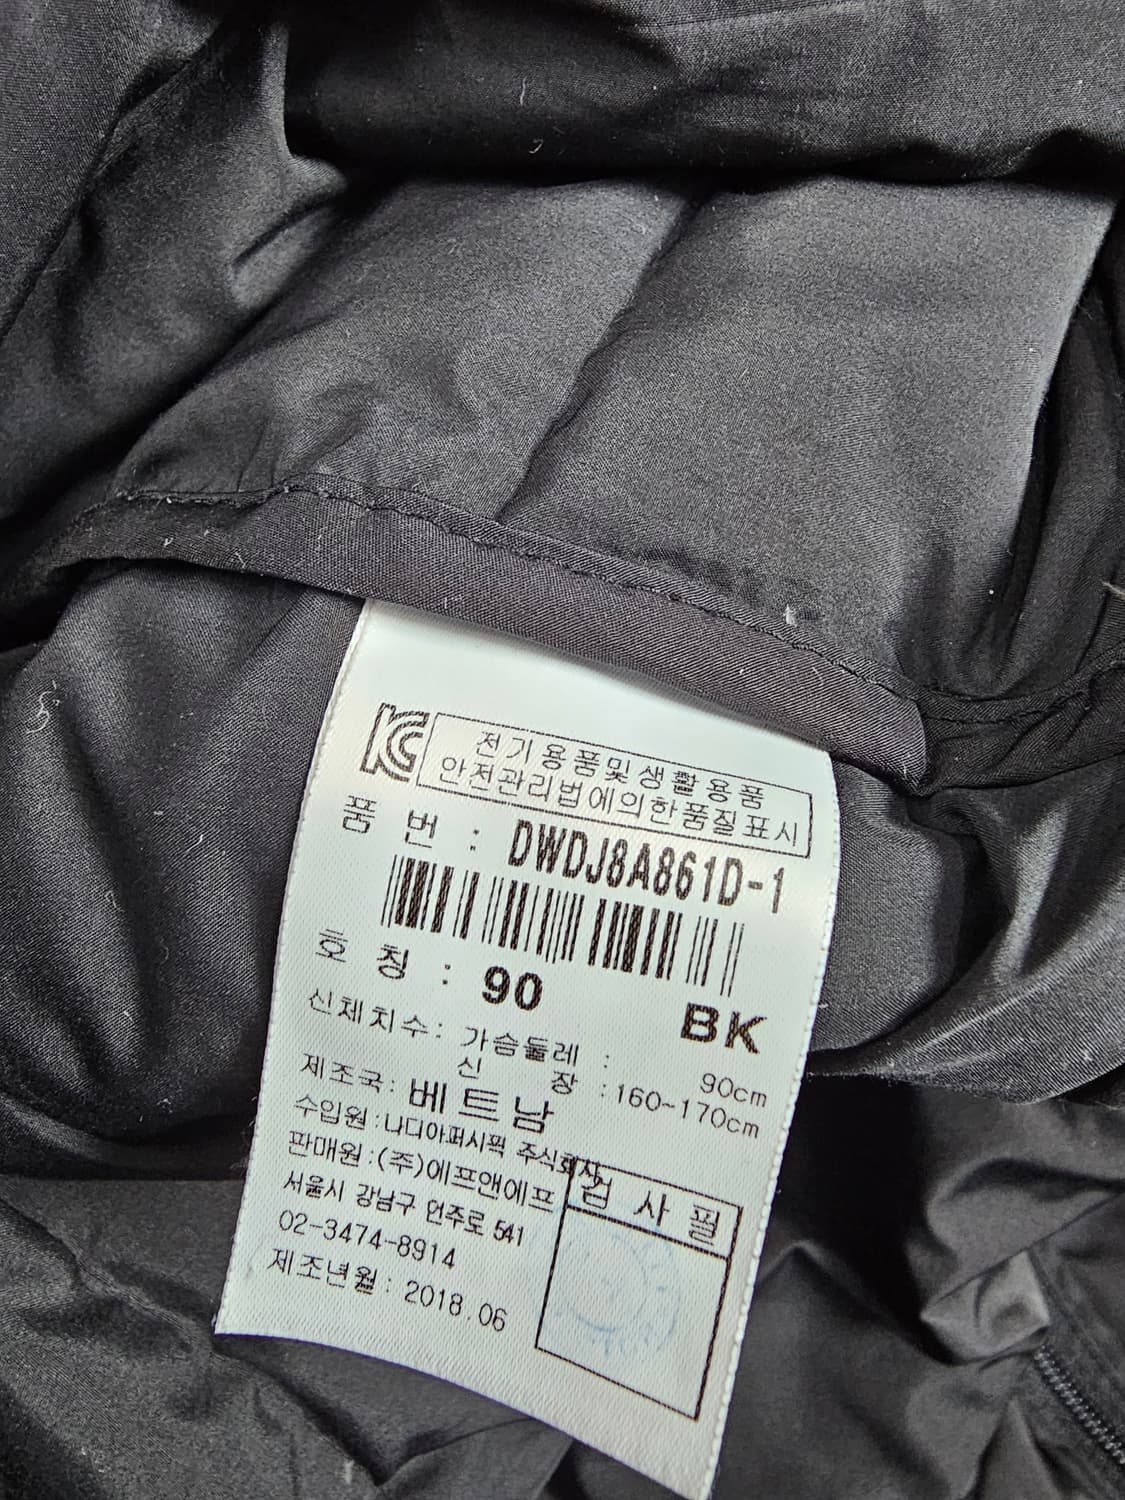 KC
전기용품및생활용품
안전관리법에의한품질표시
품 번 : DWDJ8A861D-1
호 칭 : 90 BK
신체치수: 가슴둘레 : 90cm
신 장 :160~170cm
제조국: 베트남
수입원 :나디아퍼시픽 주식회사
판매원 :(주)에프앤에프
서울시 강남구 언주로 541
02-3474-8914
제조년월 : 2018.06
검 사 필